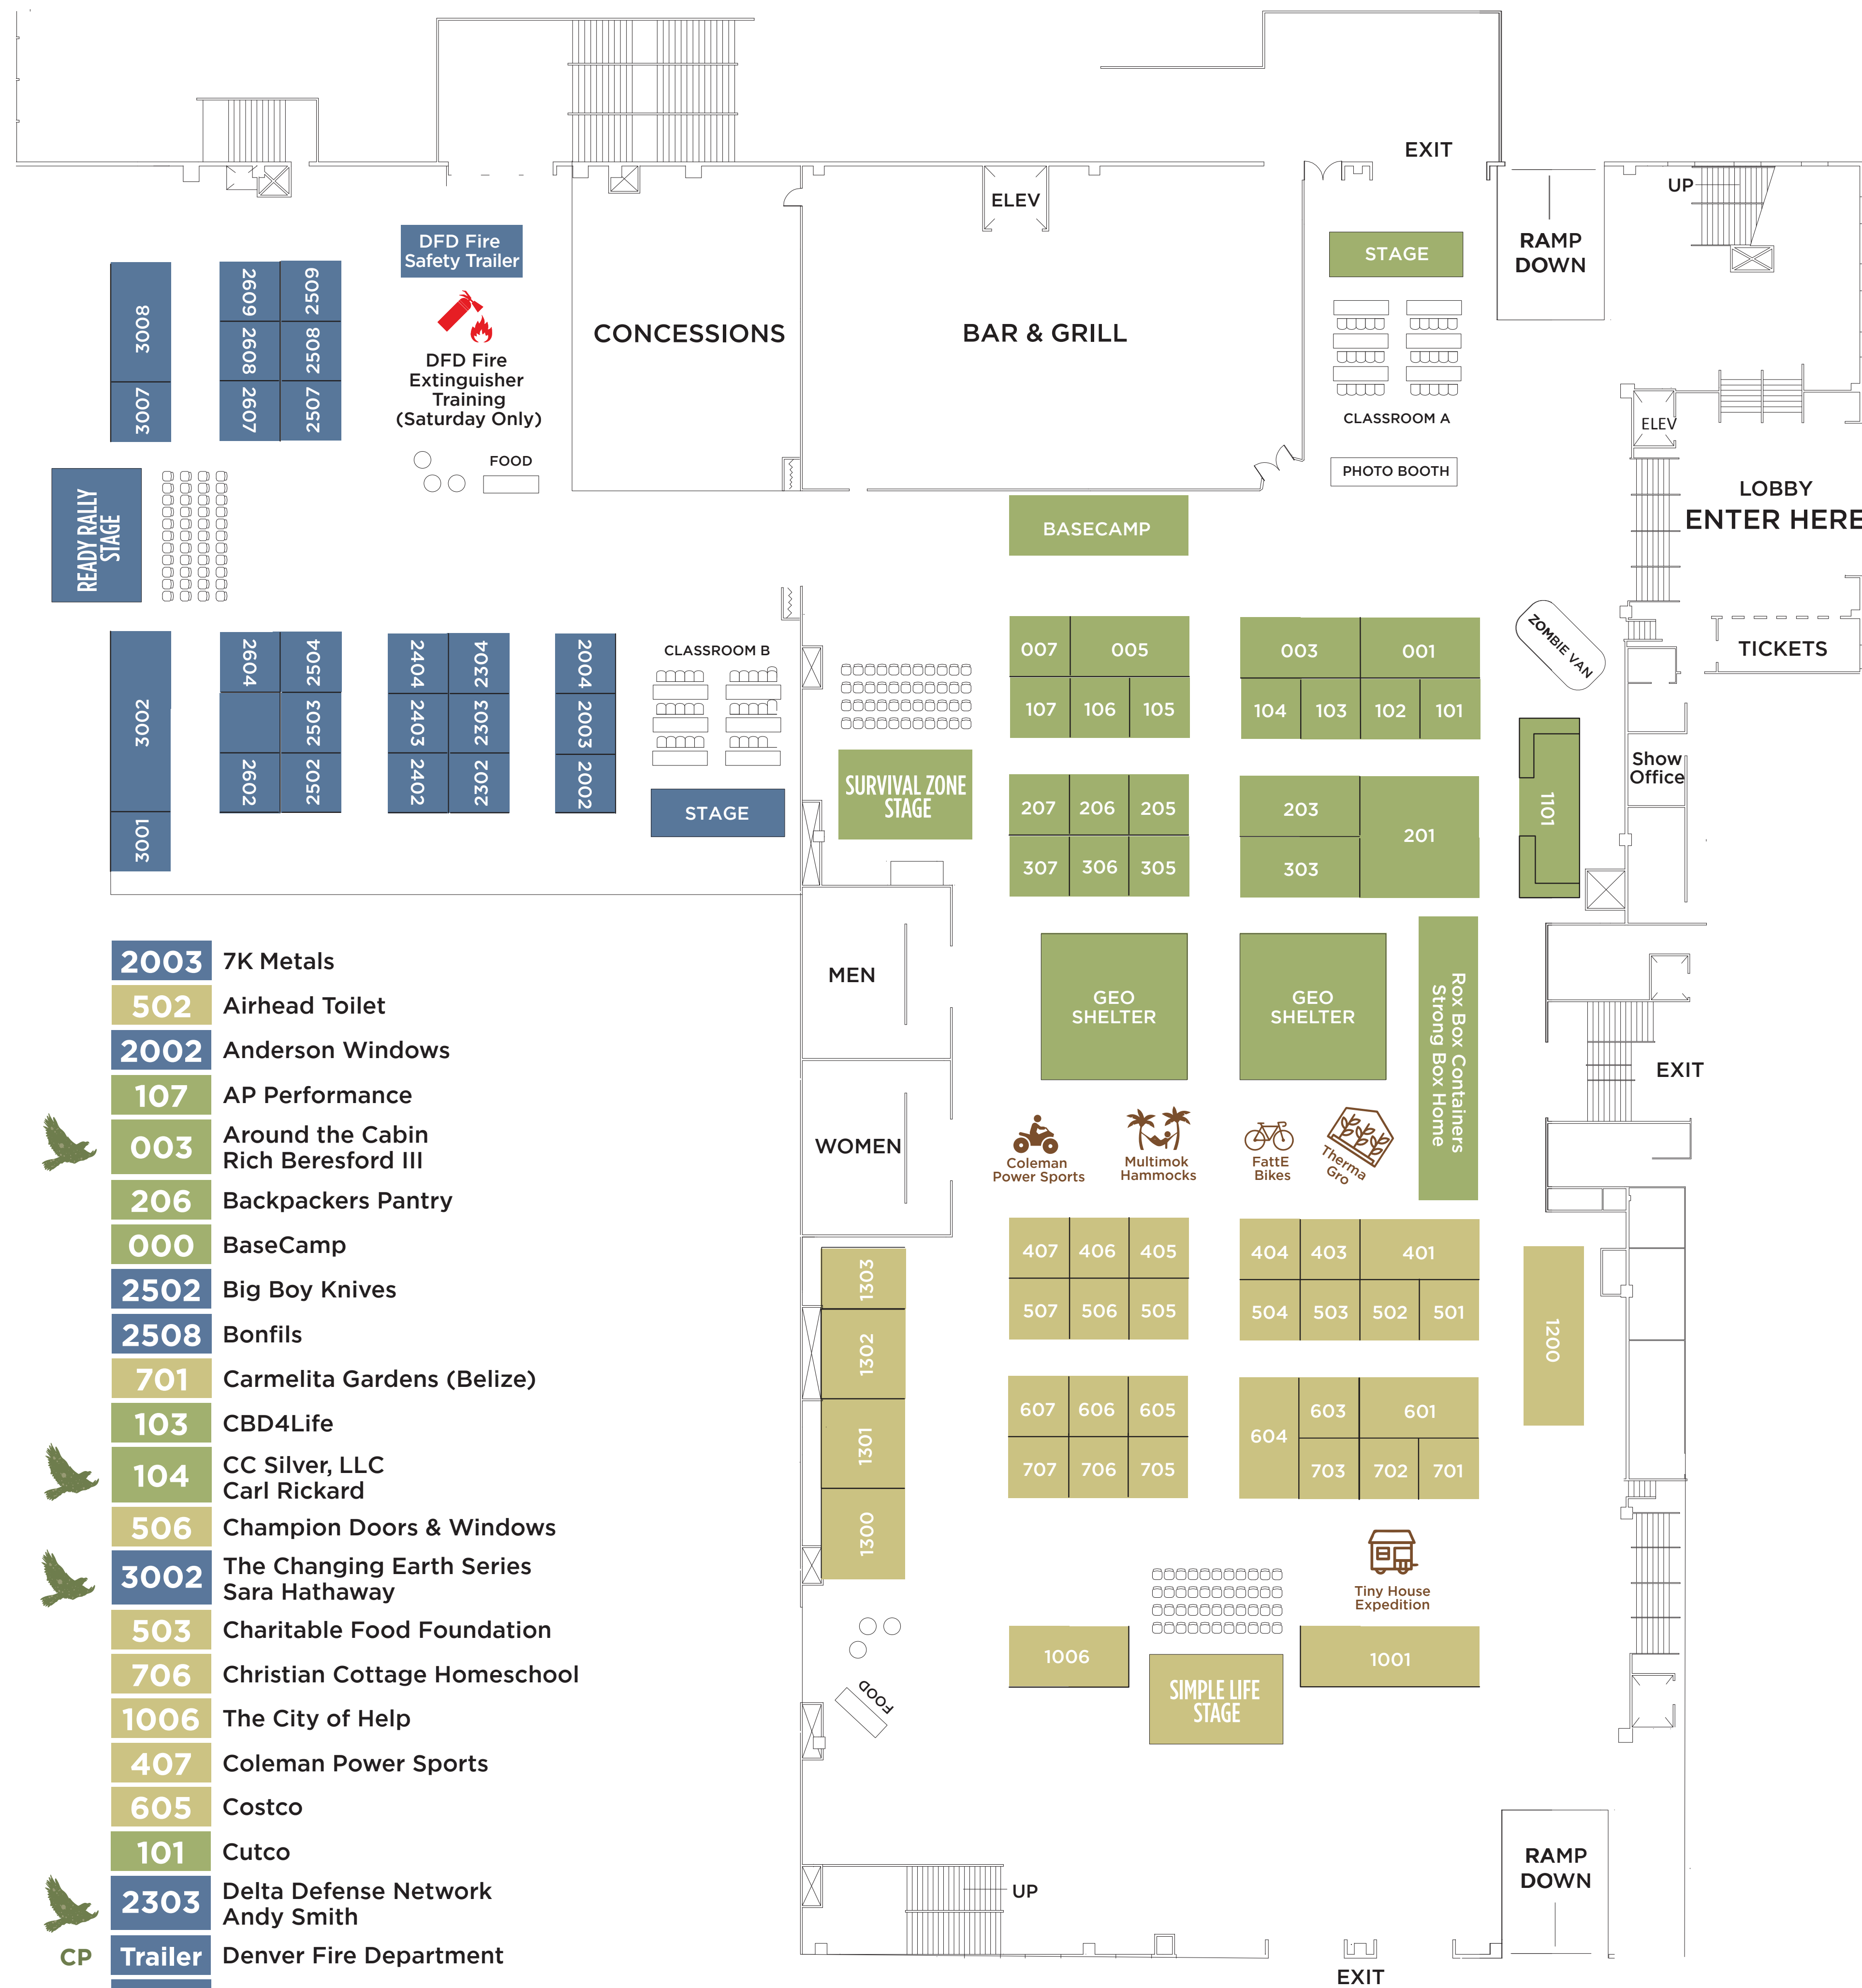 EXIT
UP
ELEV
RAMP
DOWN
STAGE
DFD Fire
Safety Trailer
3008
3007
2609
2509
2608
2508
2607
2507
DFD Fire
Extinguisher
Training
(Saturday Only)
FOOD
CONCESSIONS
BAR & GRILL
CLASSROOM A
PHOTO BOOTH
ELEV
LOBBY
ENTER HERE
READY RALLY
STAGE
BASECAMP
ZOMBIE VAN
TICKETS
3002
3001
2604
2504
2503
2602
2502
2404
2304
2403
2303
2402
2302
2004
2003
2002
CLASSROOM B
STAGE
SURVIVAL ZONE
STAGE
007
005
107
106
105
003
001
104
103
102
101
207
206
205
307
306
305
203
201
303
1101
Show
Office
MEN
WOMEN
GEO
SHELTER
GEO
SHELTER
Rox Box Containers
Strong Box Home
EXIT
Coleman
Power Sports
Multimok
Hammocks
FattE
Bikes
Therma
Gro
407
406
405
507
506
505
404
403
401
504
503
502
501
1200
1303
1302
1301
1300
607
606
605
707
706
705
604
603
601
703
702
701
Tiny House
Expedition
1006
SIMPLE LIFE
STAGE
1001
FOOD
UP
RAMP
DOWN
EXIT
2003 7K Metals
502 Airhead Toilet
2002 Anderson Windows
107 AP Performance
003 Around the Cabin
Rich Beresford III
206 Backpackers Pantry
000 BaseCamp
2502 Big Boy Knives
2508 Bonfils
701 Carmelita Gardens (Belize)
103 CBD4Life
104 CC Silver, LLC
Carl Rickard
506 Champion Doors & Windows
3002 The Changing Earth Series
Sara Hathaway
503 Charitable Food Foundation
706 Christian Cottage Homeschool
1006 The City of Help
407 Coleman Power Sports
605 Costco
101 Cutco
2303 Delta Defense Network
Andy Smith
CP Trailer Denver Fire Department